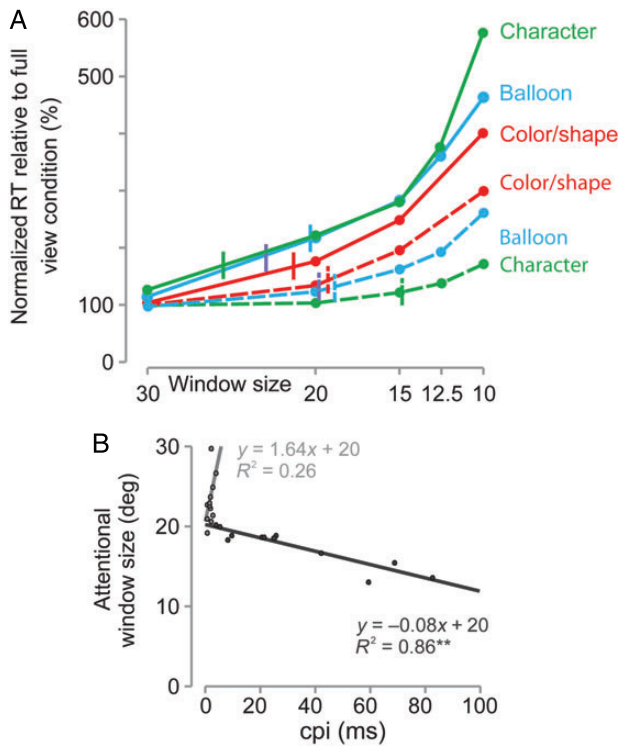 A
Normalized RT relative to full
view condition (%)
600
500
100
0
Character
Balloon
Color/shape
Color/shape
Balloon
Character
30
Window size
20
15
12.5
10
B
Attentional
window size (deg)
30
20
10
0
y = 1.64x + 20
R² = 0.26
y = –0.08x + 20
R² = 0.86**
0
20
40
60
80
100
cpi (ms)